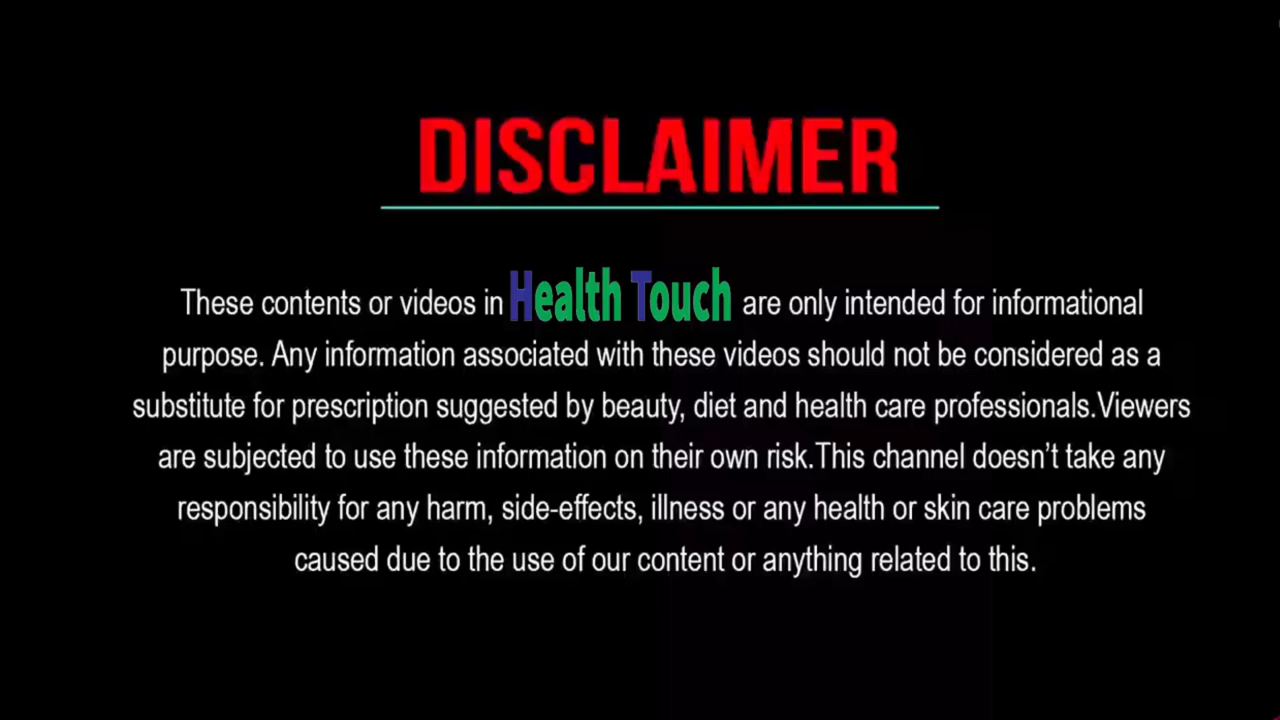 DISCLAIMER
These contents or videos in Health Touch are only intended for informational
purpose. Any information associated with these videos should not be considered as a
substitute for prescription suggested by beauty, diet and health care professionals.Viewers
are subjected to use these information on their own risk.This channel doesn’t take any
responsibility for any harm, side-effects, illness or any health or skin care problems
caused due to the use of our content or anything related to this.